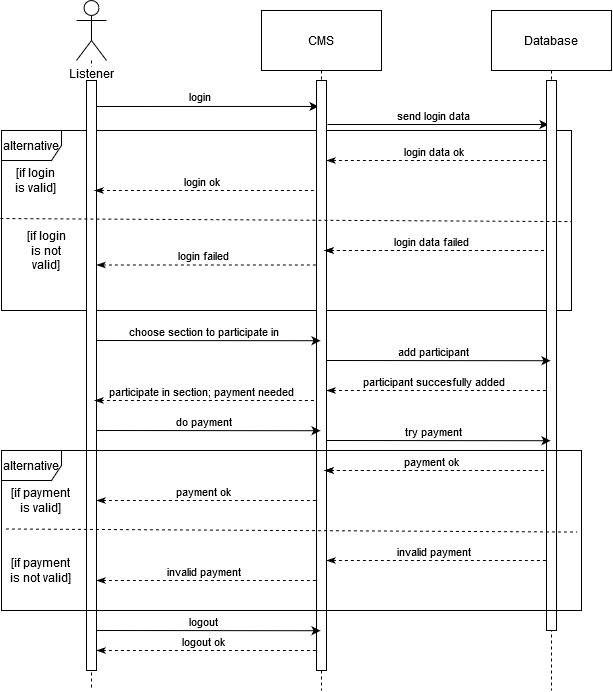 CMS
Database
Listener
login
send login data
alternative
login data ok
[if login
is valid]
login ok
[if login
is not
valid]
login data failed
login failed
choose section to participate in
add participant
participant succesfully added
participate in section; payment needed
do payment
try payment
alternative
payment ok
[if payment
is valid]
payment ok
invalid payment
[if payment
is not valid]
invalid payment
logout
logout ok